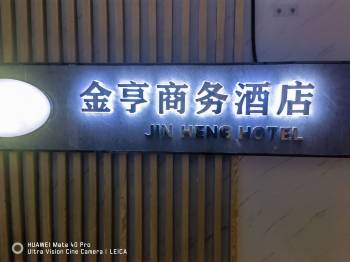 金亨商务酒店
JIN HENG HOTEL
HUAWEI Mate 40 Pro
Ultra Vision Cine Camera | LEICA